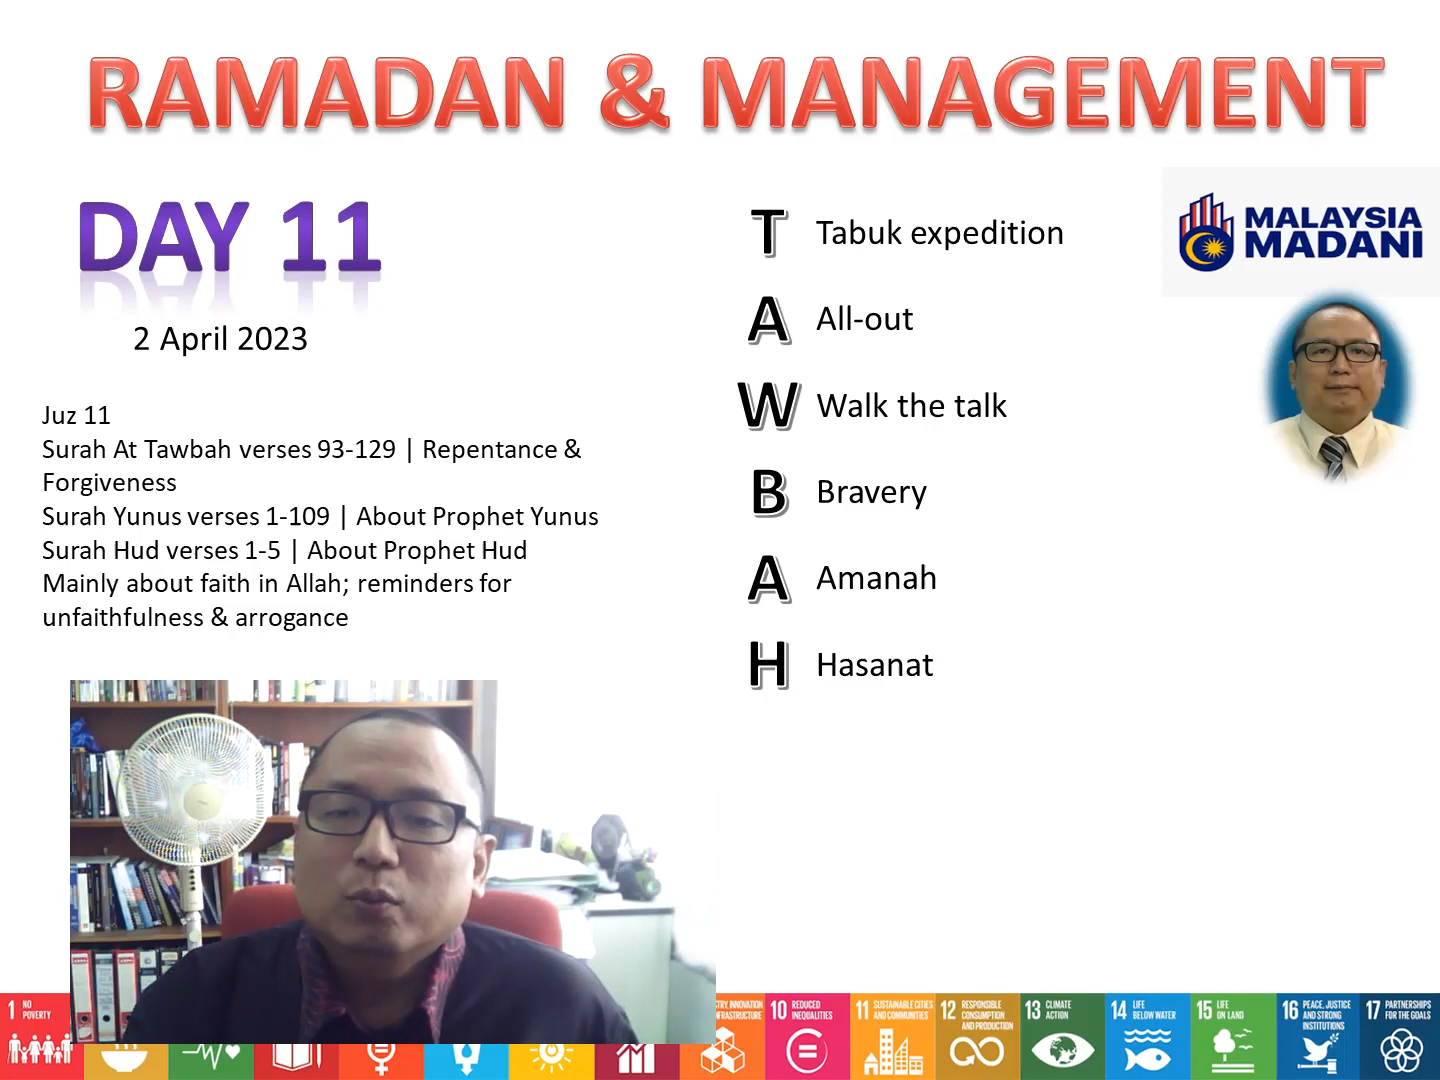 RAMADAN & MANAGEMENT
DAY 11
2 April 2023
Juz 11
Surah At Tawbah verses 93-129 | Repentance &
Forgiveness
Surah Yunus verses 1-109 | About Prophet Yunus
Surah Hud verses 1-5 | About Prophet Hud
Mainly about faith in Allah; reminders for
unfaithfulness & arrogance
T Tabuk expedition
A All-out
W Walk the talk
B Bravery
A Amanah
H Hasanat
MALAYSIA
MADANI
1 NO
POVERTY
10 REDUCED
INEQUALITIES
11 SUSTAINABLE CITIES
AND COMMUNITIES
12 RESPONSIBLE
CONSUMPTION
AND PRODUCTION
13 CLIMATE
ACTION
14 LIFE
BELOW WATER
15 LIFE
ON LAND
16 PEACE, JUSTICE
AND STRONG
INSTITUTIONS
17 PARTNERSHIPS
FOR THE GOALS